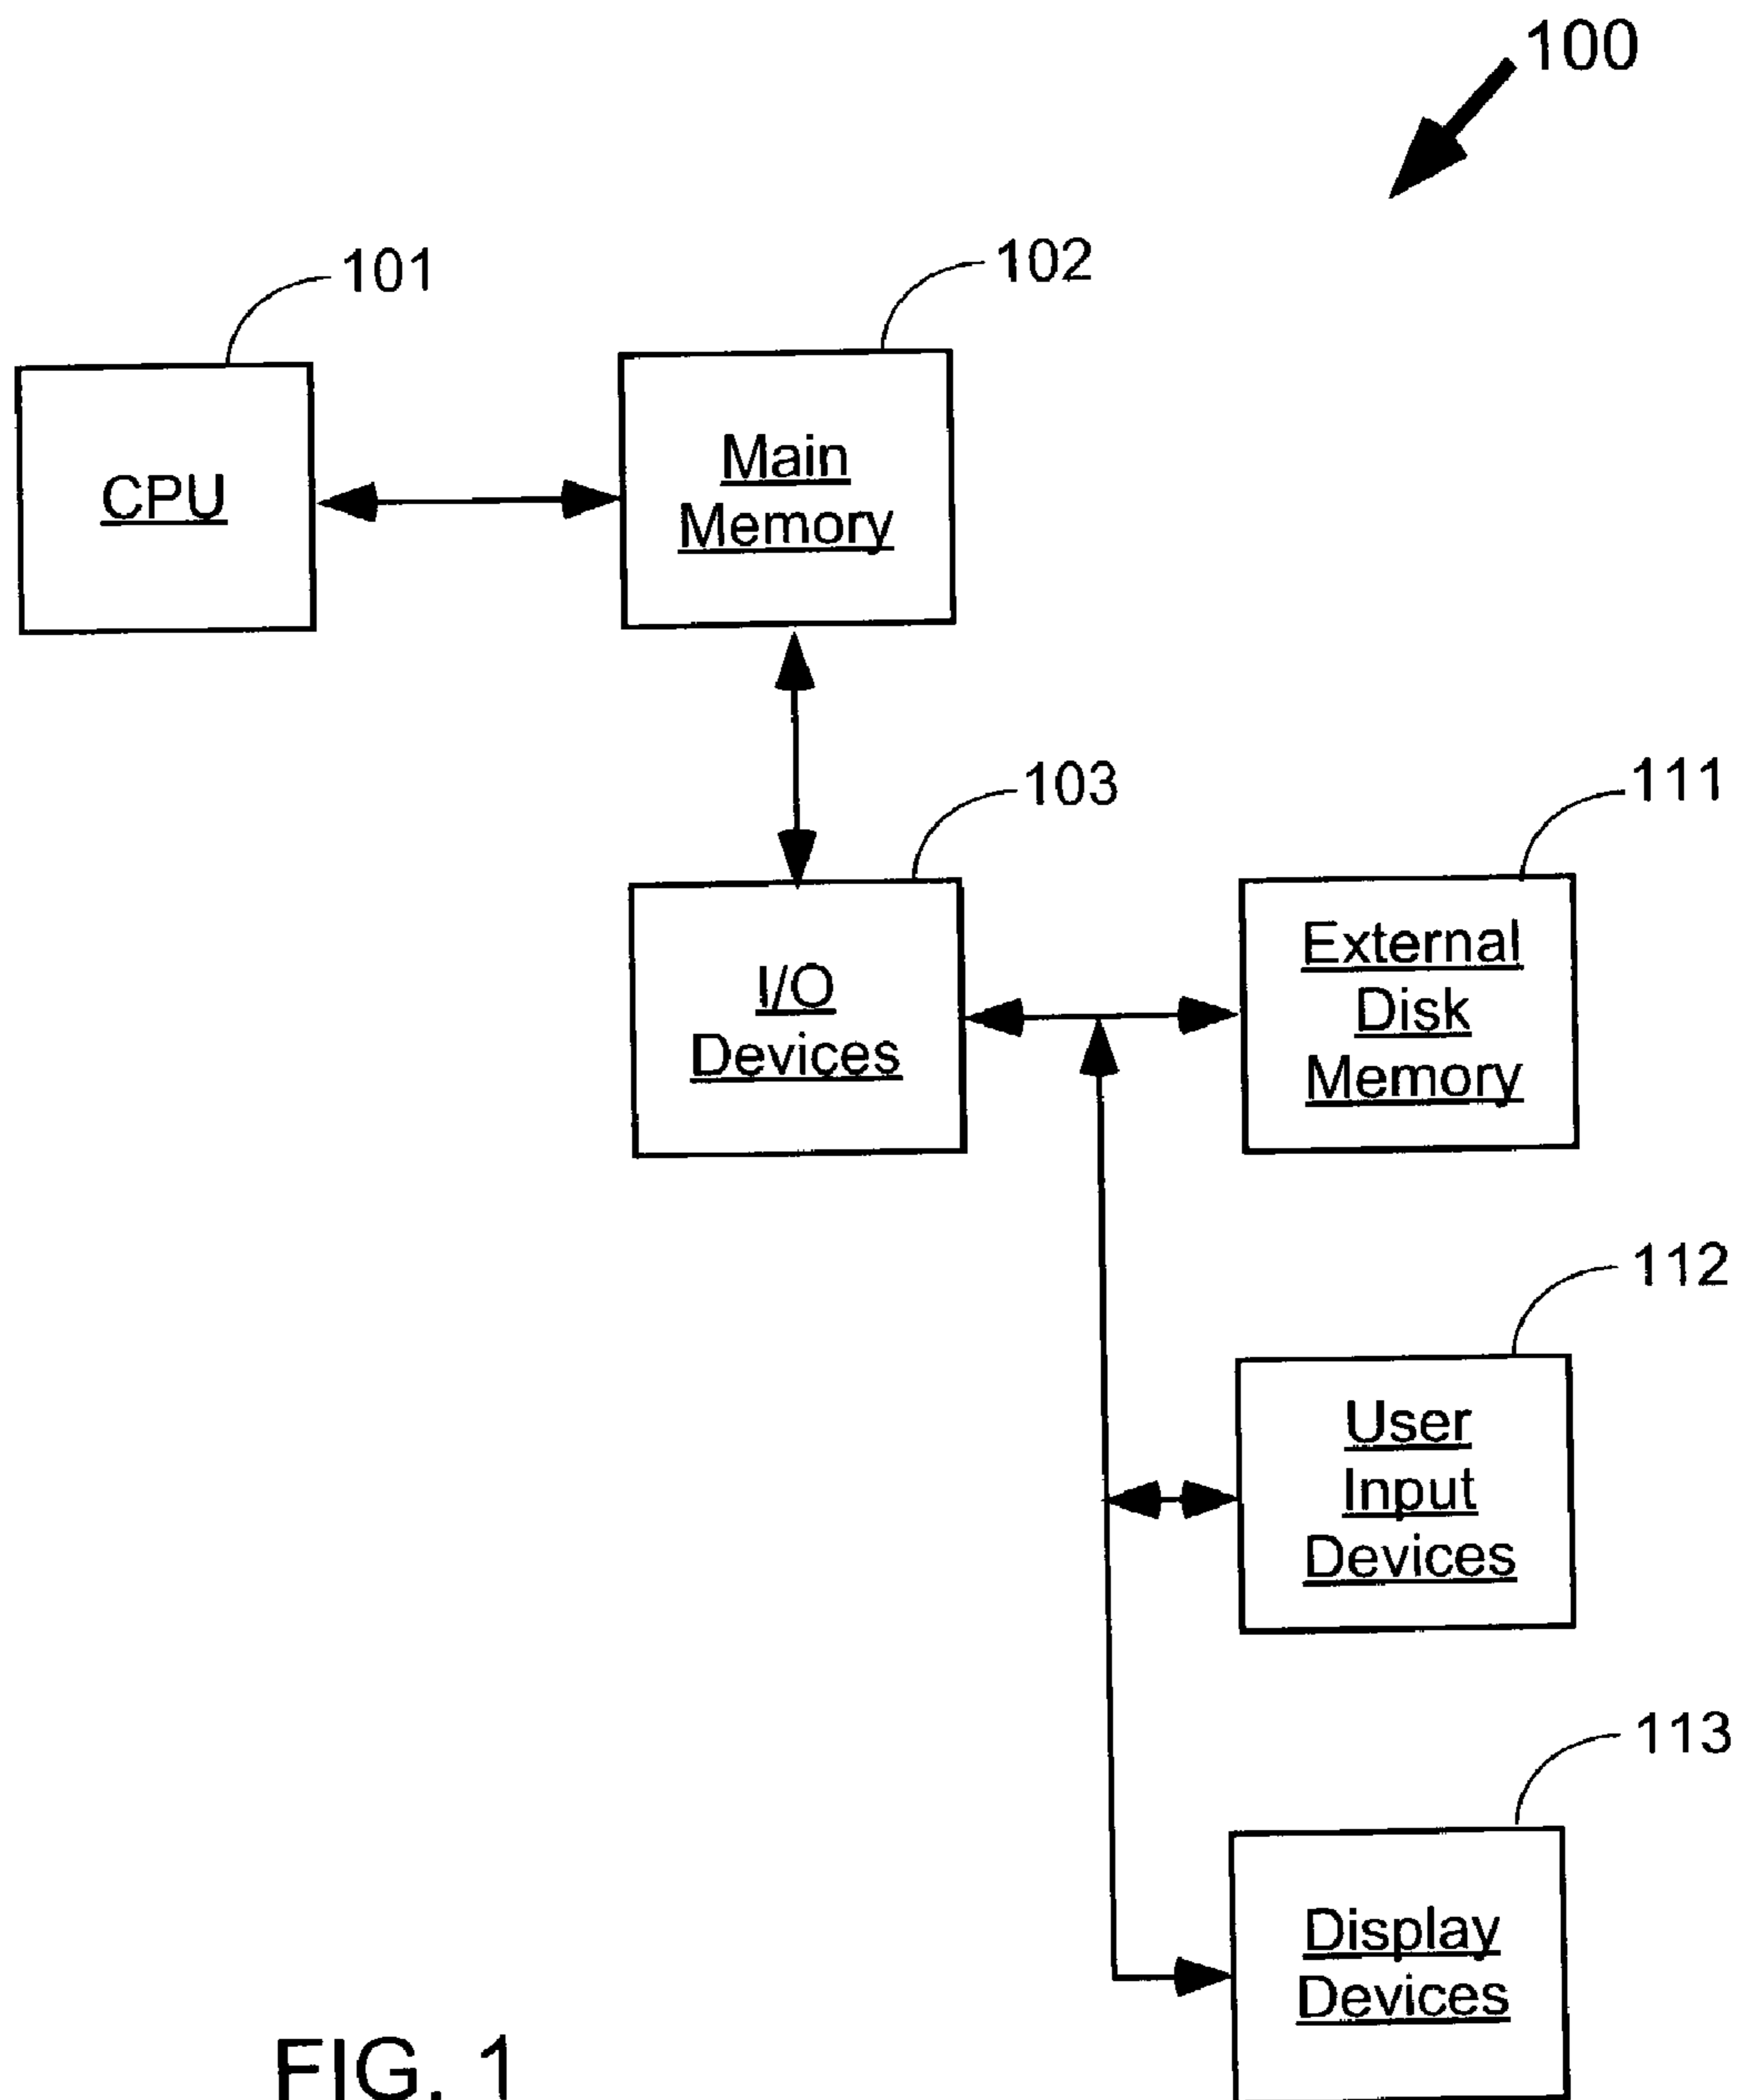 100
101
102
CPU
Main
Memory
103
111
I/O
Devices
External
Disk
Memory
112
User
Input
Devices
113
Display
Devices
FIG. 1